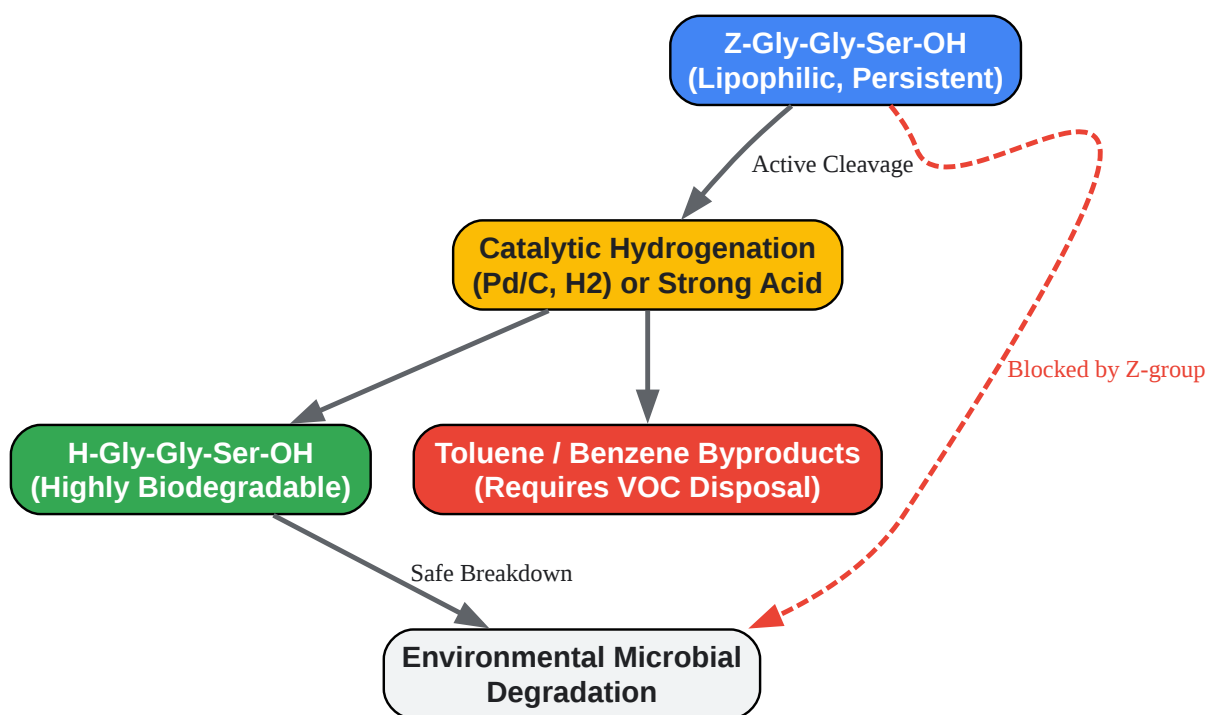 Z-Gly-Gly-Ser-OH
(Lipophilic, Persistent)
Active Cleavage
Catalytic Hydrogenation
(Pd/C, H2) or Strong Acid
Blocked by Z-group
H-Gly-Gly-Ser-OH
(Highly Biodegradable)
Toluene / Benzene Byproducts
(Requires VOC Disposal)
Safe Breakdown
Environmental Microbial
Degradation